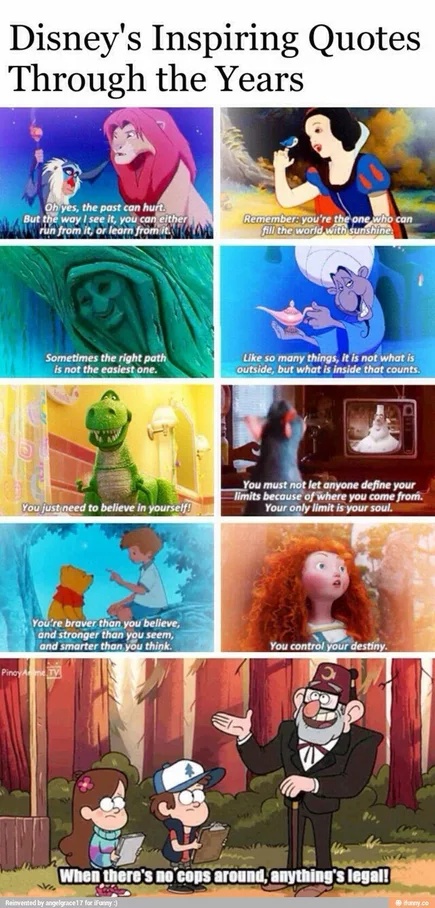 Disney's Inspiring Quotes
Through the Years
Oh yes, the past can hurt.
But the way I see it, you can either
run from it, or learn from it.
Remember: you're the one who can
fill the world with sunshine.
Sometimes the right path
is not the easiest one.
Like so many things, it is not what is
outside, but what is inside that counts.
You just need to believe in yourself!
You must not let anyone define your
limits because of where you come from.
Your only limit is your soul.
You're braver than you believe,
and stronger than you seem,
and smarter than you think.
You control your destiny.
Pinoy Anime TV
When there's no cops around, anything's legal!
Reinvented by angelgrace17 for iFunny :)
ifunny.co